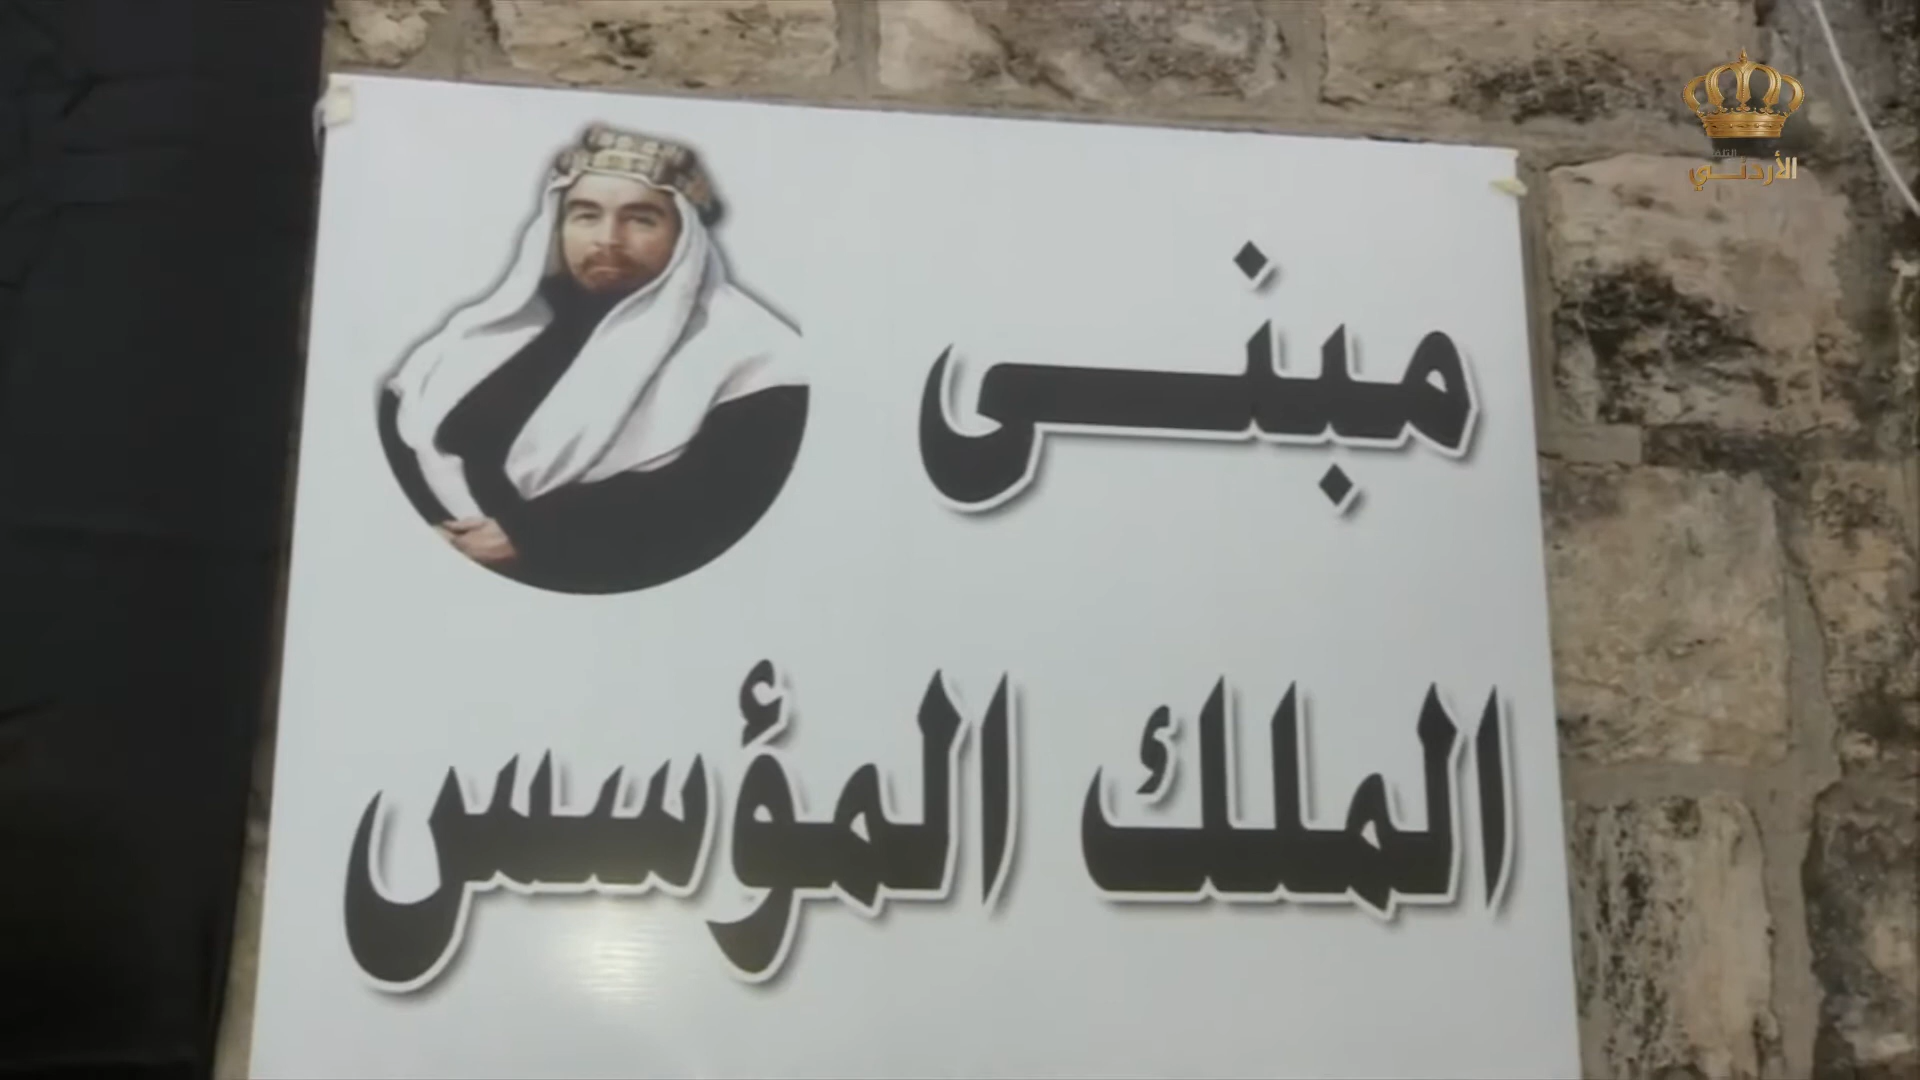 مبنى
الملك المؤسس
الأردني